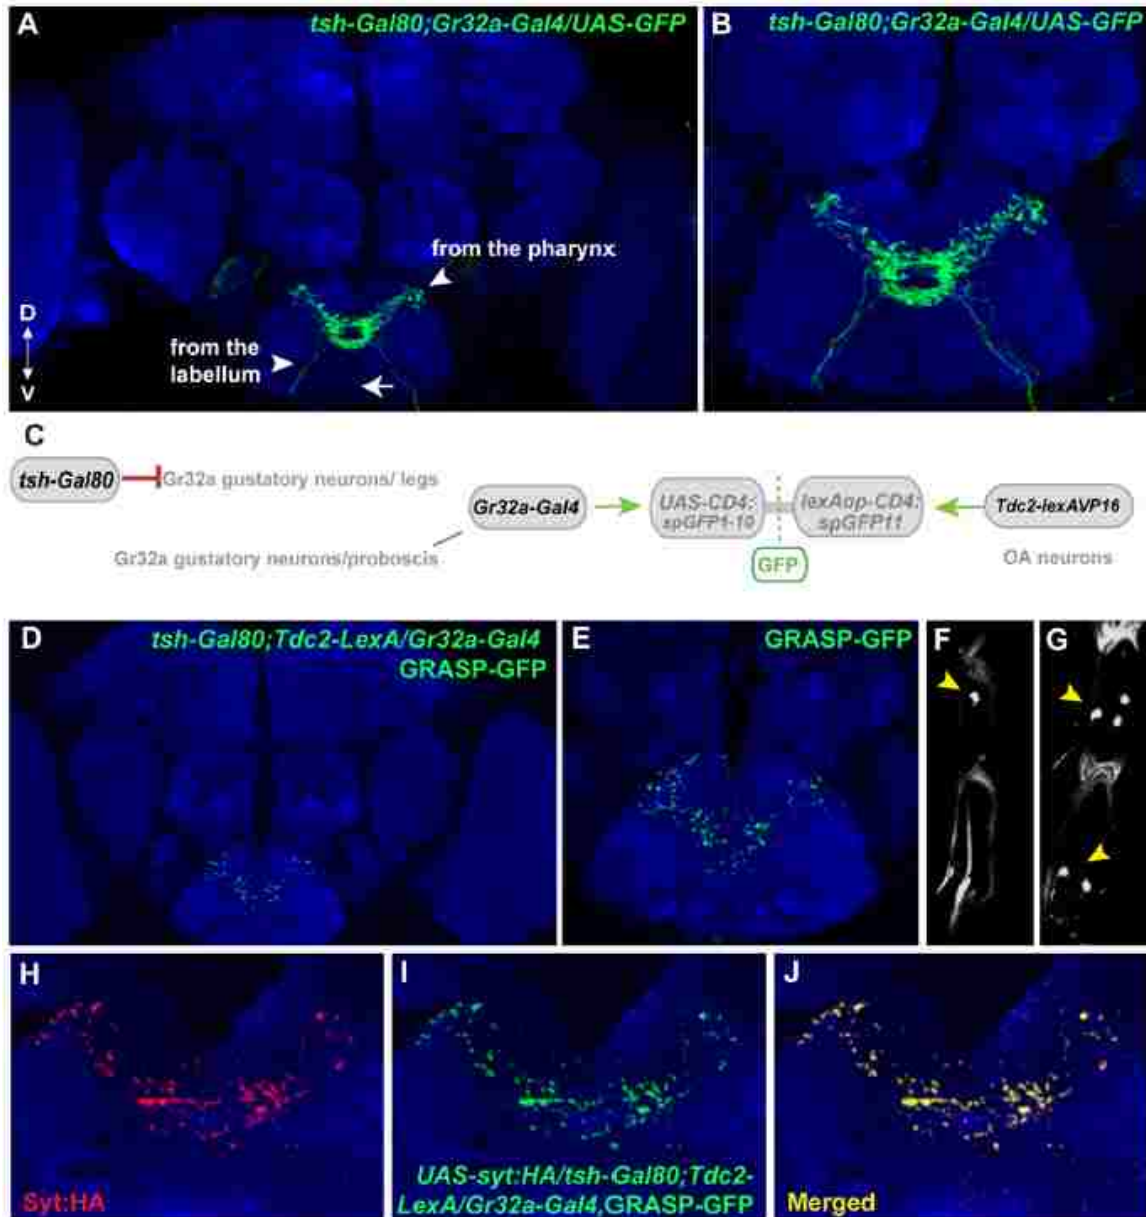 A
tsh-Gal80;Gr32a-Gal4/UAS-GFP
B
tsh-Gal80;Gr32a-Gal4/UAS-GFP
from the pharynx
D
from the
labellum
V
C
tsh-Gal80
Gr32a gustatory neurons/ legs
Gr32a-Gal4
UAS-CD4:
spGFP1-10
lexAop-CD4:
spGFP11
Tdc2-lexAVP16
Gr32a gustatory neurons/proboscis
GFP
OA neurons
D
tsh-Gal80;Tdc2-LexA/Gr32a-Gal4
GRASP-GFP
E
GRASP-GFP
F
G
H
Syt:HA
I
UAS-syt:HA/tsh-Gal80;Tdc2-
LexA/Gr32a-Gal4,GRASP-GFP
J
Merged